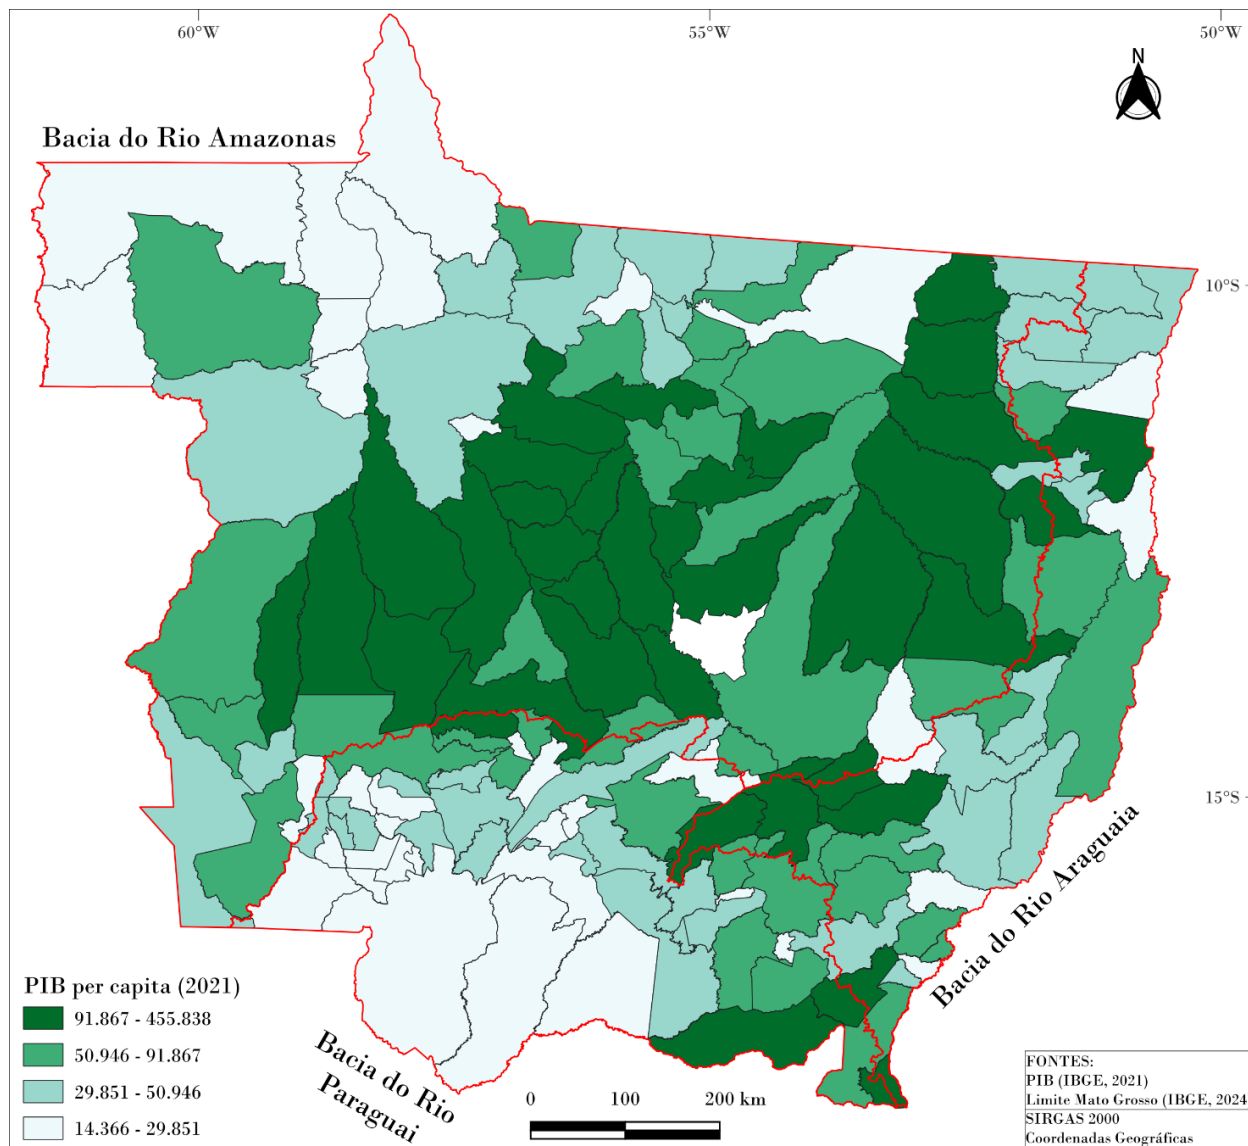 60°W
55°W
50°W
N
Bacia do Rio Amazonas
10°S
15°S
Bacia do Rio Araguaia
PIB per capita (2021)
91.867 - 455.838
50.946 - 91.867
29.851 - 50.946
14.366 - 29.851
Bacia do Rio
Paraguai
0 100 200 km
FONTES:
PIB (IBGE, 2021)
Limite Mato Grosso (IBGE, 2024
SIRGAS 2000
Coordenadas Geográficas